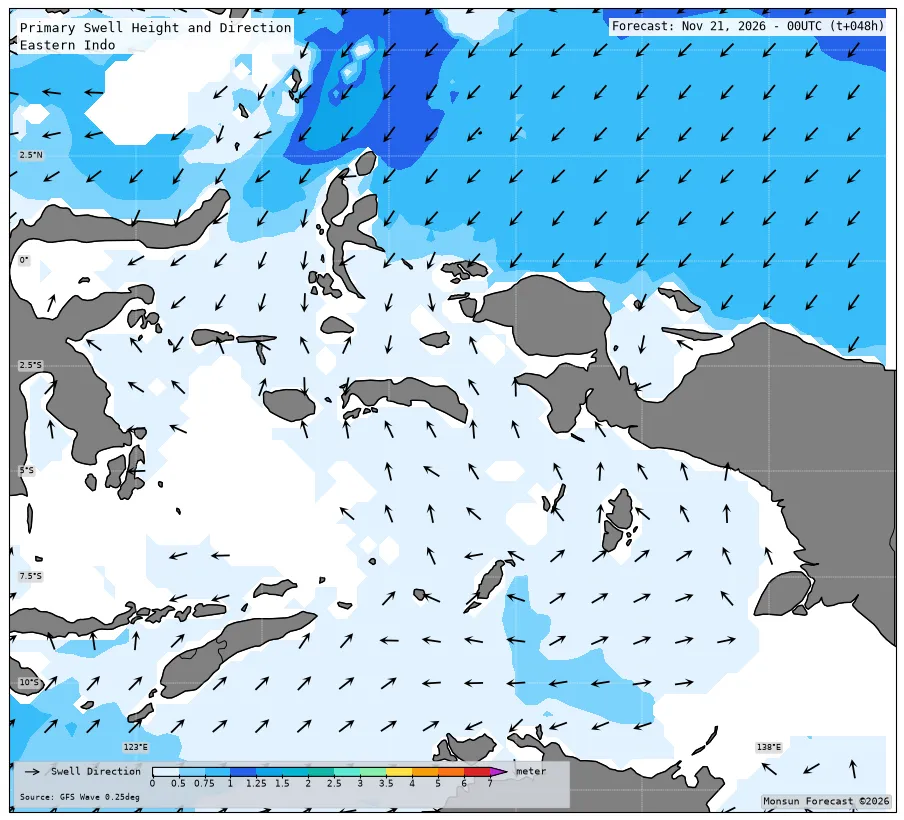 Primary Swell Height and Direction
Eastern Indo
Forecast: Nov 21, 2026 - 00UTC (t+048h)
2.5°N
0°
2.5°S
5°S
7.5°S
10°S
123°E
138°E
Swell Direction
0 0.5 0.75 1 1.25 1.5 2 2.5 3 3.5 4 5 6 7
meter
Source: GFS Wave 0.25deg
Monsun Forecast ©2026